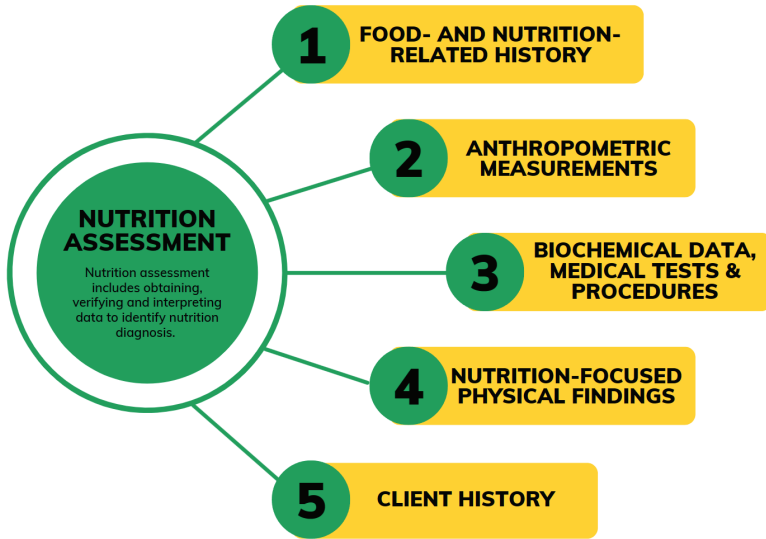 1
FOOD- AND NUTRITION-
RELATED HISTORY
2
ANTHROPOMETRIC
MEASUREMENTS
NUTRITION
ASSESSMENT
Nutrition assessment
includes obtaining,
verifying and interpreting
data to identify nutrition
diagnosis.
3
BIOCHEMICAL DATA,
MEDICAL TESTS &
PROCEDURES
4
NUTRITION-FOCUSED
PHYSICAL FINDINGS
5
CLIENT HISTORY